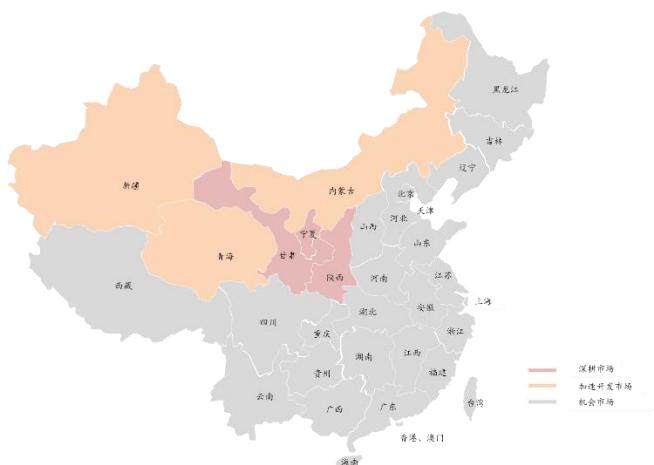 黑龙江
吉林
辽宁
新疆
内蒙古
北京
天津
河北
山西
宁夏
山东
青海
甘肃
陕西
河南
江苏
西藏
安徽
上海
四川
湖北
重庆
浙江
贵州
湖南
江西
福建
云南
广西
广东
台湾
香港、澳门
海南
深耕市场
加速开发市场
机会市场